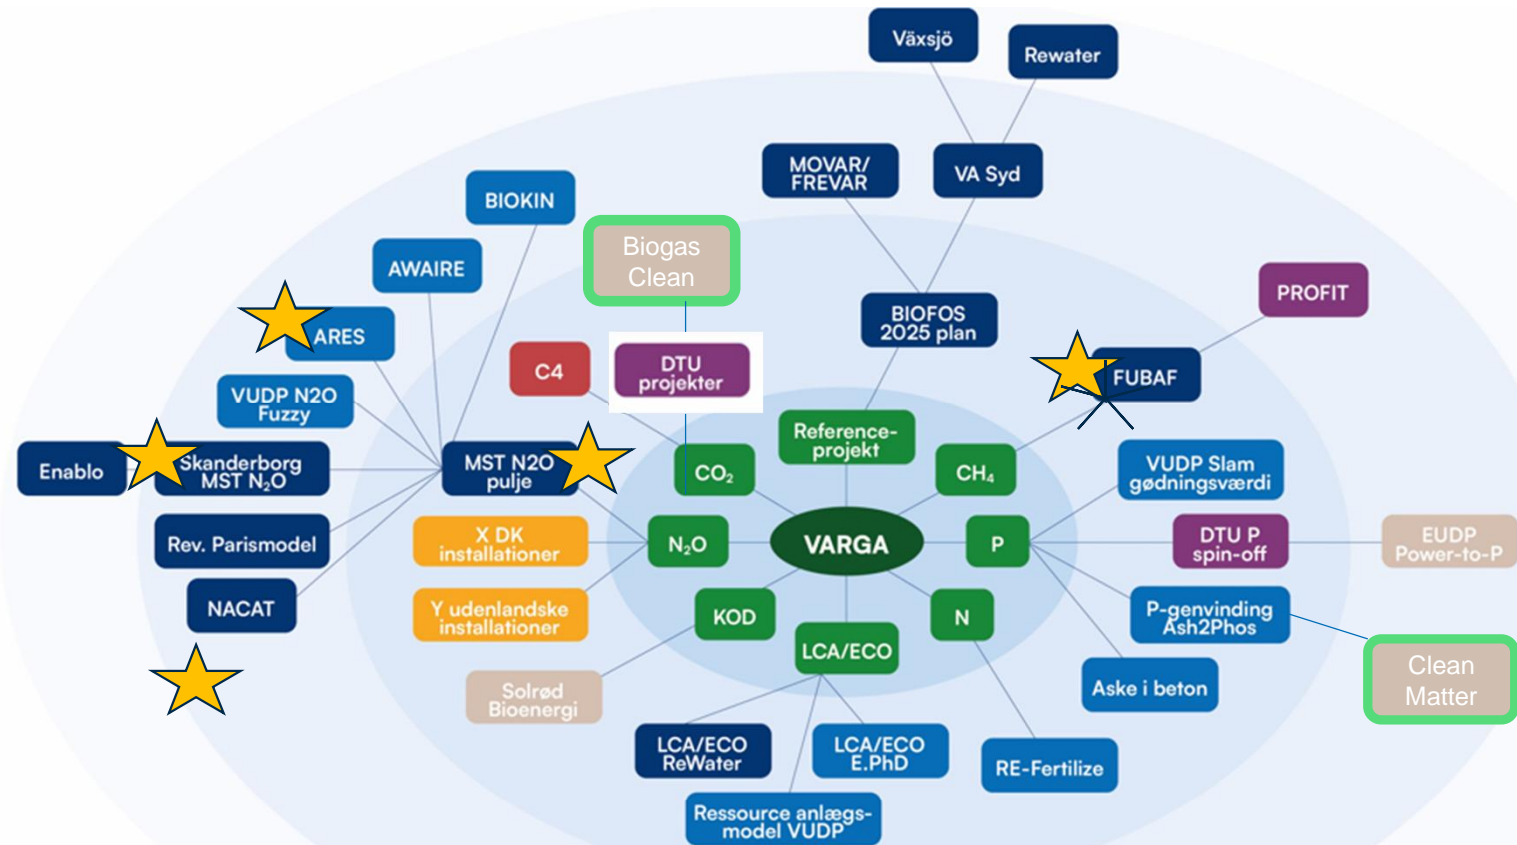 Växsjö
Rewater
MOVAR/
FREVAR
VA Syd
BIOKIN
Biogas
Clean
AWAIRE
PROFIT
BIOFOS
2025 plan
ARES
C4
DTU
projekter
FUBAF
VUDP N2O
Fuzzy
Reference-
projekt
Enablo
Skanderborg
MST N₂O
MST N2O
pulje
CO₂
CH₄
VUDP Slam
gødningsværdi
Rev. Parismodel
X DK
installationer
N₂O
VARGA
P
DTU P
spin-off
EUDP
Power-to-P
NACAT
Y udenlandske
installationer
KOD
N
P-genvinding
Ash2Phos
LCA/ECO
Solrød
Bioenergi
Aske i beton
Clean
Matter
LCA/ECO
ReWater
LCA/ECO
E.PhD
RE-Fertilize
Ressource anlægs-
model VUDP